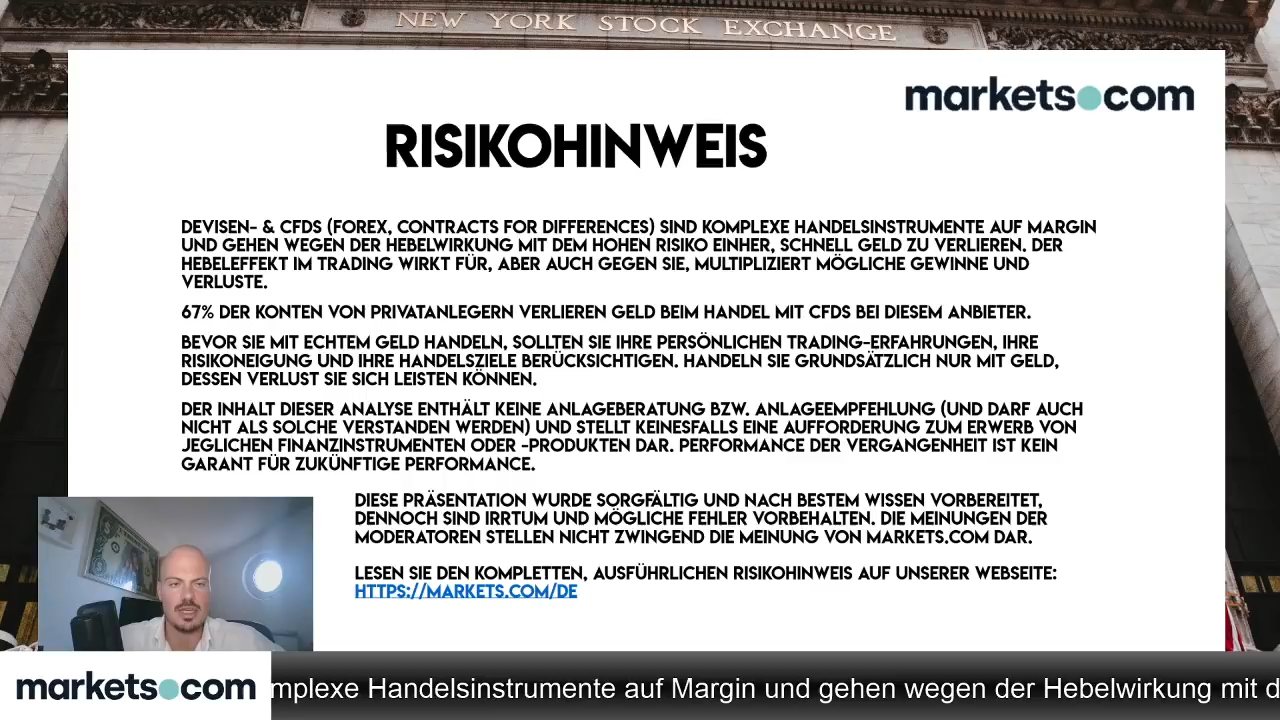 NEW YORK STOCK EXCHANGE
markets.com
RISIKOHINWEIS
DEVISEN- & CFDS (FOREX, CONTRACTS FOR DIFFERENCES) SIND KOMPLEXE HANDELSINSTRUMENTE AUF MARGIN
UND GEHEN WEGEN DER HEBELWIRKUNG MIT DEM HOHEN RISIKO EINHER, SCHNELL GELD ZU VERLIEREN. DER
HEBELEFFEKT IM TRADING WIRKT FÜR, ABER AUCH GEGEN SIE, MULTIPLIZIERT MÖGLICHE GEWINNE UND
VERLUSTE.
67% DER KONTEN VON PRIVATANLEGERN VERLIEREN GELD BEIM HANDEL MIT CFDS BEI DIESEM ANBIETER.
BEVOR SIE MIT ECHTEM GELD HANDELN, SOLLTEN SIE IHRE PERSÖNLICHEN TRADING-ERFAHRUNGEN, IHRE
RISIKONEIGUNG UND IHRE HANDELSZIELE BERÜCKSICHTIGEN. HANDELN SIE GRUNDSÄTZLICH NUR MIT GELD,
DESSEN VERLUST SIE SICH LEISTEN KÖNNEN.
DER INHALT DIESER ANALYSE ENTHÄLT KEINE ANLAGEBERATUNG BZW. ANLAGEEMPFEHLUNG (UND DARF AUCH
NICHT ALS SOLCHE VERSTANDEN WERDEN) UND STELLT KEINESFALLS EINE AUFFORDERUNG ZUM ERWERB VON
JEGLICHEN FINANZINSTRUMENTEN ODER -PRODUKTEN DAR. PERFORMANCE DER VERGANGENHEIT IST KEIN
GARANT FÜR ZUKÜNFTIGE PERFORMANCE.
DIESE PRÄSENTATION WURDE SORGFÄLTIG UND NACH BESTEM WISSEN VORBEREITET,
DENNOCH SIND IRRTUM UND MÖGLICHE FEHLER VORBEHALTEN. DIE MEINUNGEN DER
MODERATOREN STELLEN NICHT ZWINGEND DIE MEINUNG VON MARKETS.COM DAR.
LESEN SIE DEN KOMPLETTEN, AUSFÜHRLICHEN RISIKOHINWEIS AUF UNSERER WEBSEITE:
HTTPS://MARKETS.COM/DE
markets.com
mplexe Handelsinstrumente auf Margin und gehen wegen der Hebelwirkung mit d